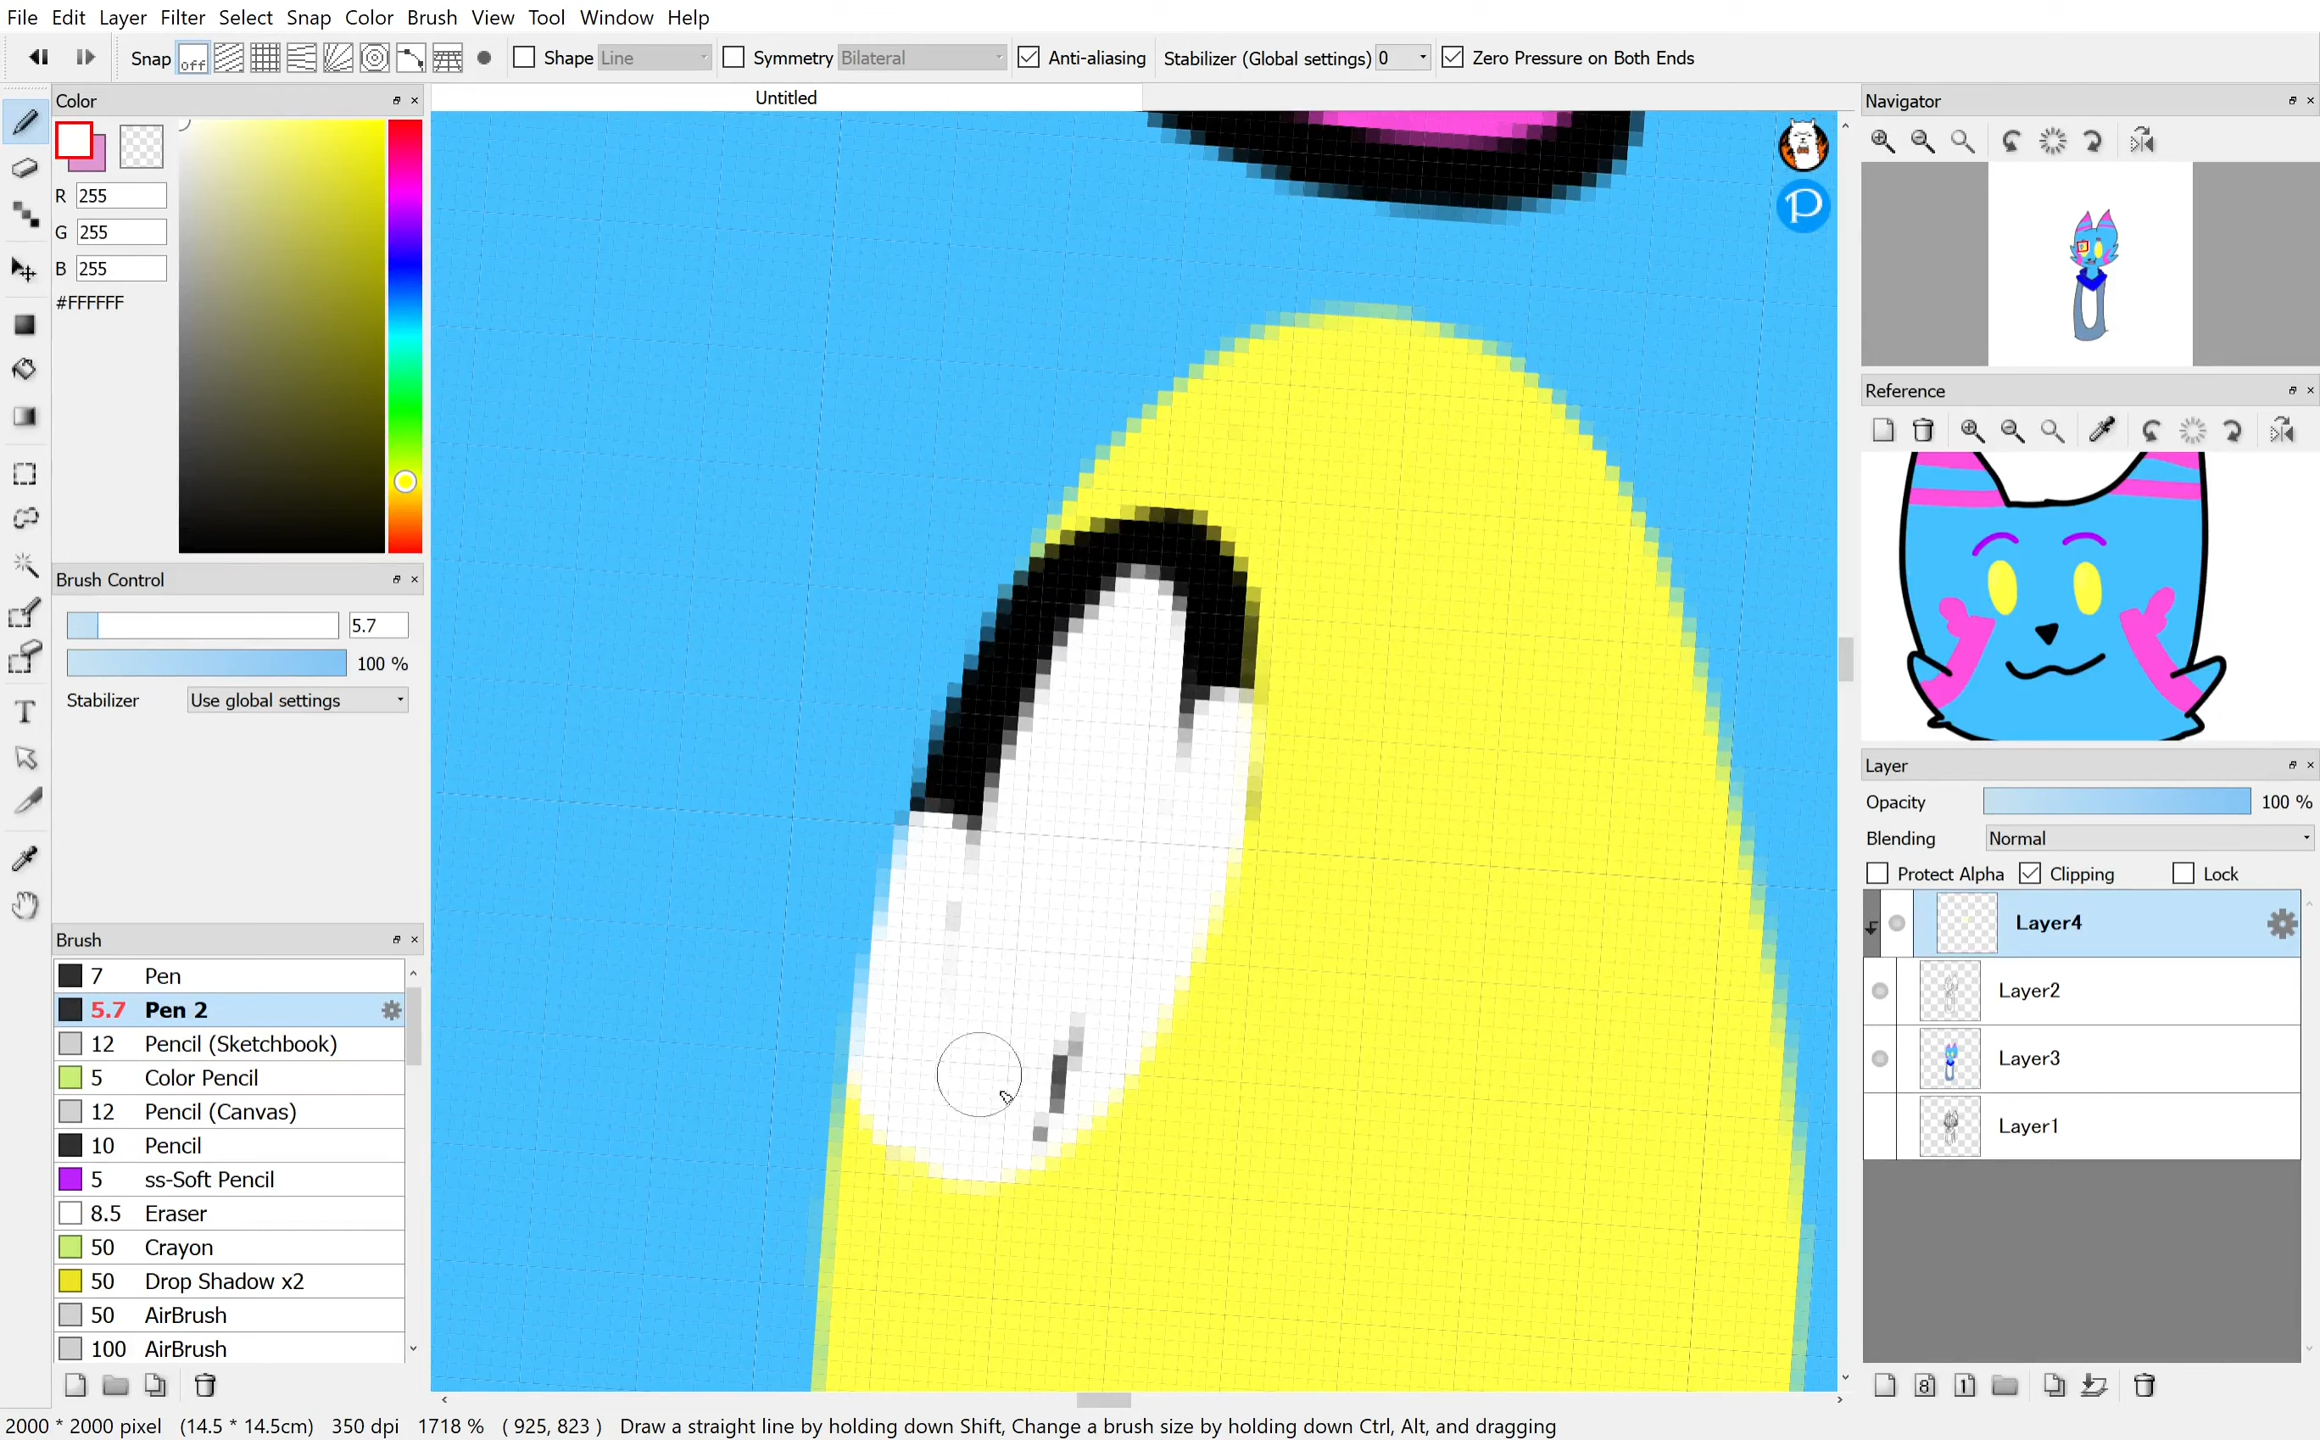 File Edit Layer Filter Select Snap Color Brush View Tool Window Help
Snap off Shape Line Symmetry Bilateral Anti-aliasing Stabilizer (Global settings) 0 Zero Pressure on Both Ends
Color
Untitled
Navigator
R 255
G 255
B 255
#FFFFFF
P
Reference
Brush Control
5.7
100 %
Stabilizer Use global settings
Layer
Opacity 100 %
Blending Normal
Protect Alpha Clipping Lock
Layer4
Layer2
Layer3
Layer1
Brush
7 Pen
5.7 Pen 2
12 Pencil (Sketchbook)
5 Color Pencil
12 Pencil (Canvas)
10 Pencil
5 ss-Soft Pencil
8.5 Eraser
50 Crayon
50 Drop Shadow x2
50 AirBrush
100 AirBrush
T
8 1
2000 * 2000 pixel (14.5 * 14.5cm) 350 dpi 1718 % ( 925, 823 ) Draw a straight line by holding down Shift, Change a brush size by holding down Ctrl, Alt, and dragging